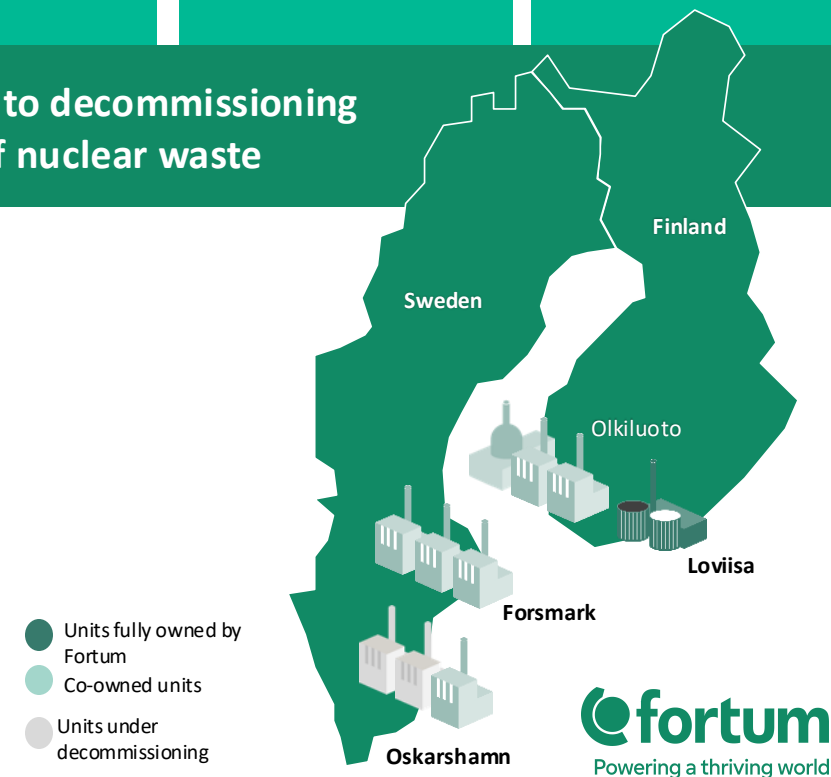 to decommissioning
f nuclear waste
Finland
Sweden
Olkiluoto
Loviisa
Forsmark
Units fully owned by
Fortum
Co-owned units
Units under
decommissioning
Oskarshamn
fortum
Powering a thriving world